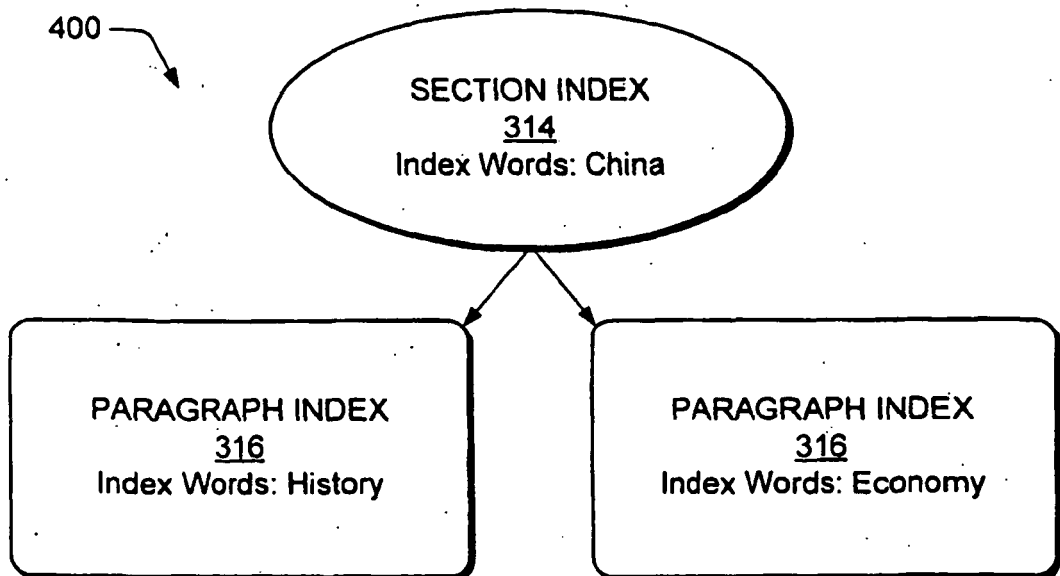 400
SECTION INDEX
314
Index Words: China
PARAGRAPH INDEX
316
Index Words: History
PARAGRAPH INDEX
316
Index Words: Economy